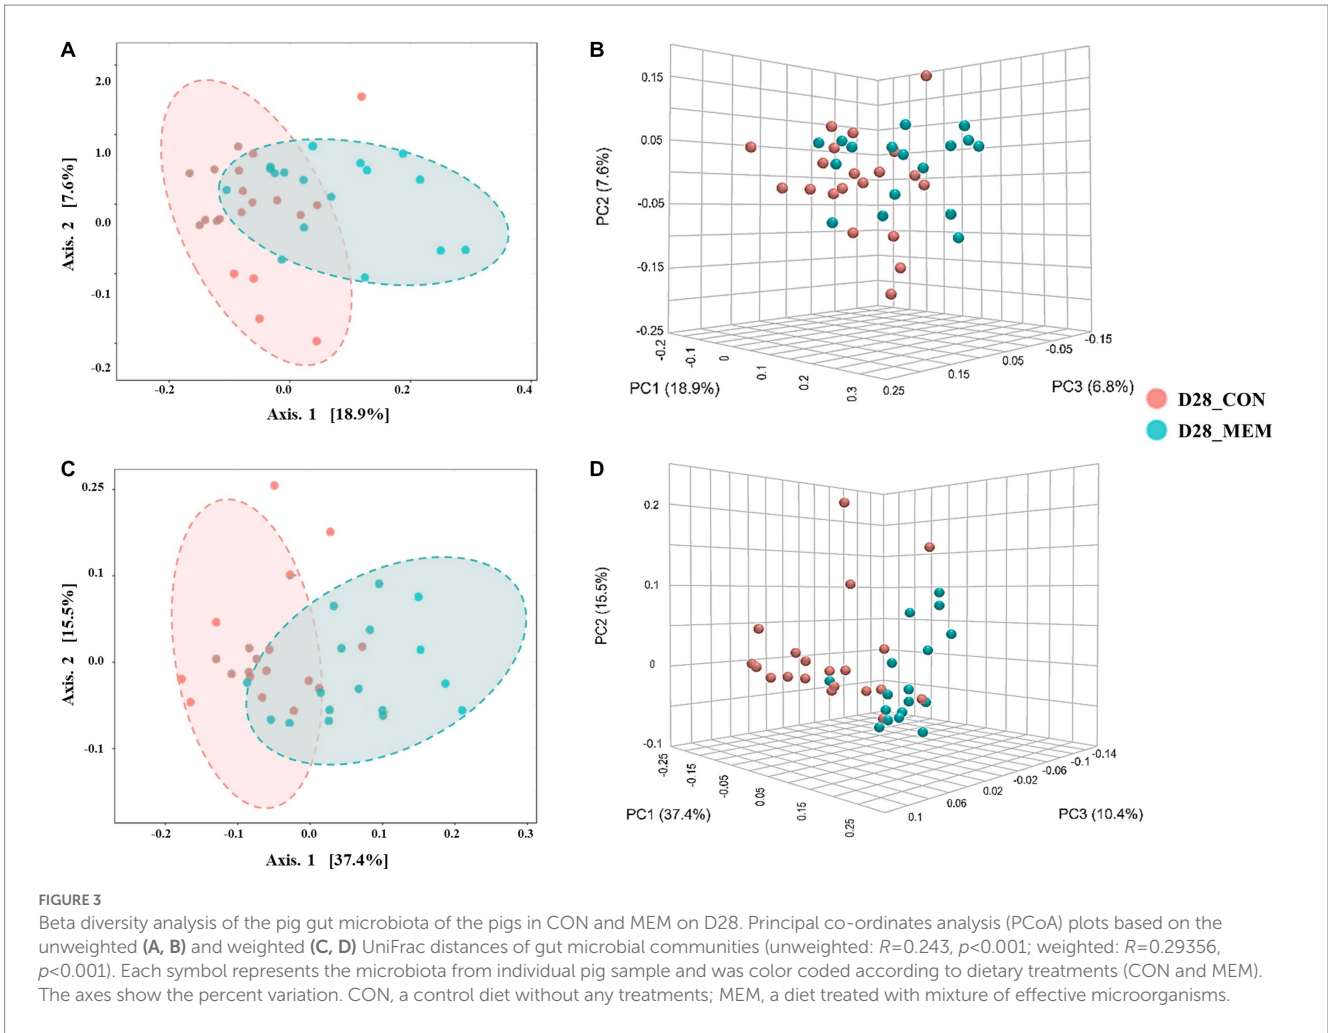 A
2.0
1.0
0.0
-0.1
-0.2
Axis. 2 [7.6%]
-0.2
0.0
0.2
0.4
Axis. 1 [18.9%]
B
0.15
0.05
-0.05
-0.15
-0.25
PC2 (7.6%)
-0.2
-0.1
0
0.1
0.2
0.3
PC1 (18.9%)
0.25
0.15
0.05
-0.05
-0.15
PC3 (6.8%)
D28_CON
D28_MEM
C
0.25
0.1
0.0
-0.1
Axis. 2 [15.5%]
-0.2
-0.1
0.0
0.1
0.2
0.3
Axis. 1 [37.4%]
D
0.2
0.1
0
-0.1
PC2 (15.5%)
-0.25
-0.15
-0.05
0.05
0.15
0.25
PC1 (37.4%)
0.1
0.06
0.02
-0.02
-0.06
-0.1
-0.14
PC3 (10.4%)
FIGURE 3
Beta diversity analysis of the pig gut microbiota of the pigs in CON and MEM on D28. Principal co-ordinates analysis (PCoA) plots based on the
unweighted (A, B) and weighted (C, D) UniFrac distances of gut microbial communities (unweighted: R=0.243, p<0.001; weighted: R=0.29356,
p<0.001). Each symbol represents the microbiota from individual pig sample and was color coded according to dietary treatments (CON and MEM).
The axes show the percent variation. CON, a control diet without any treatments; MEM, a diet treated with mixture of effective microorganisms.